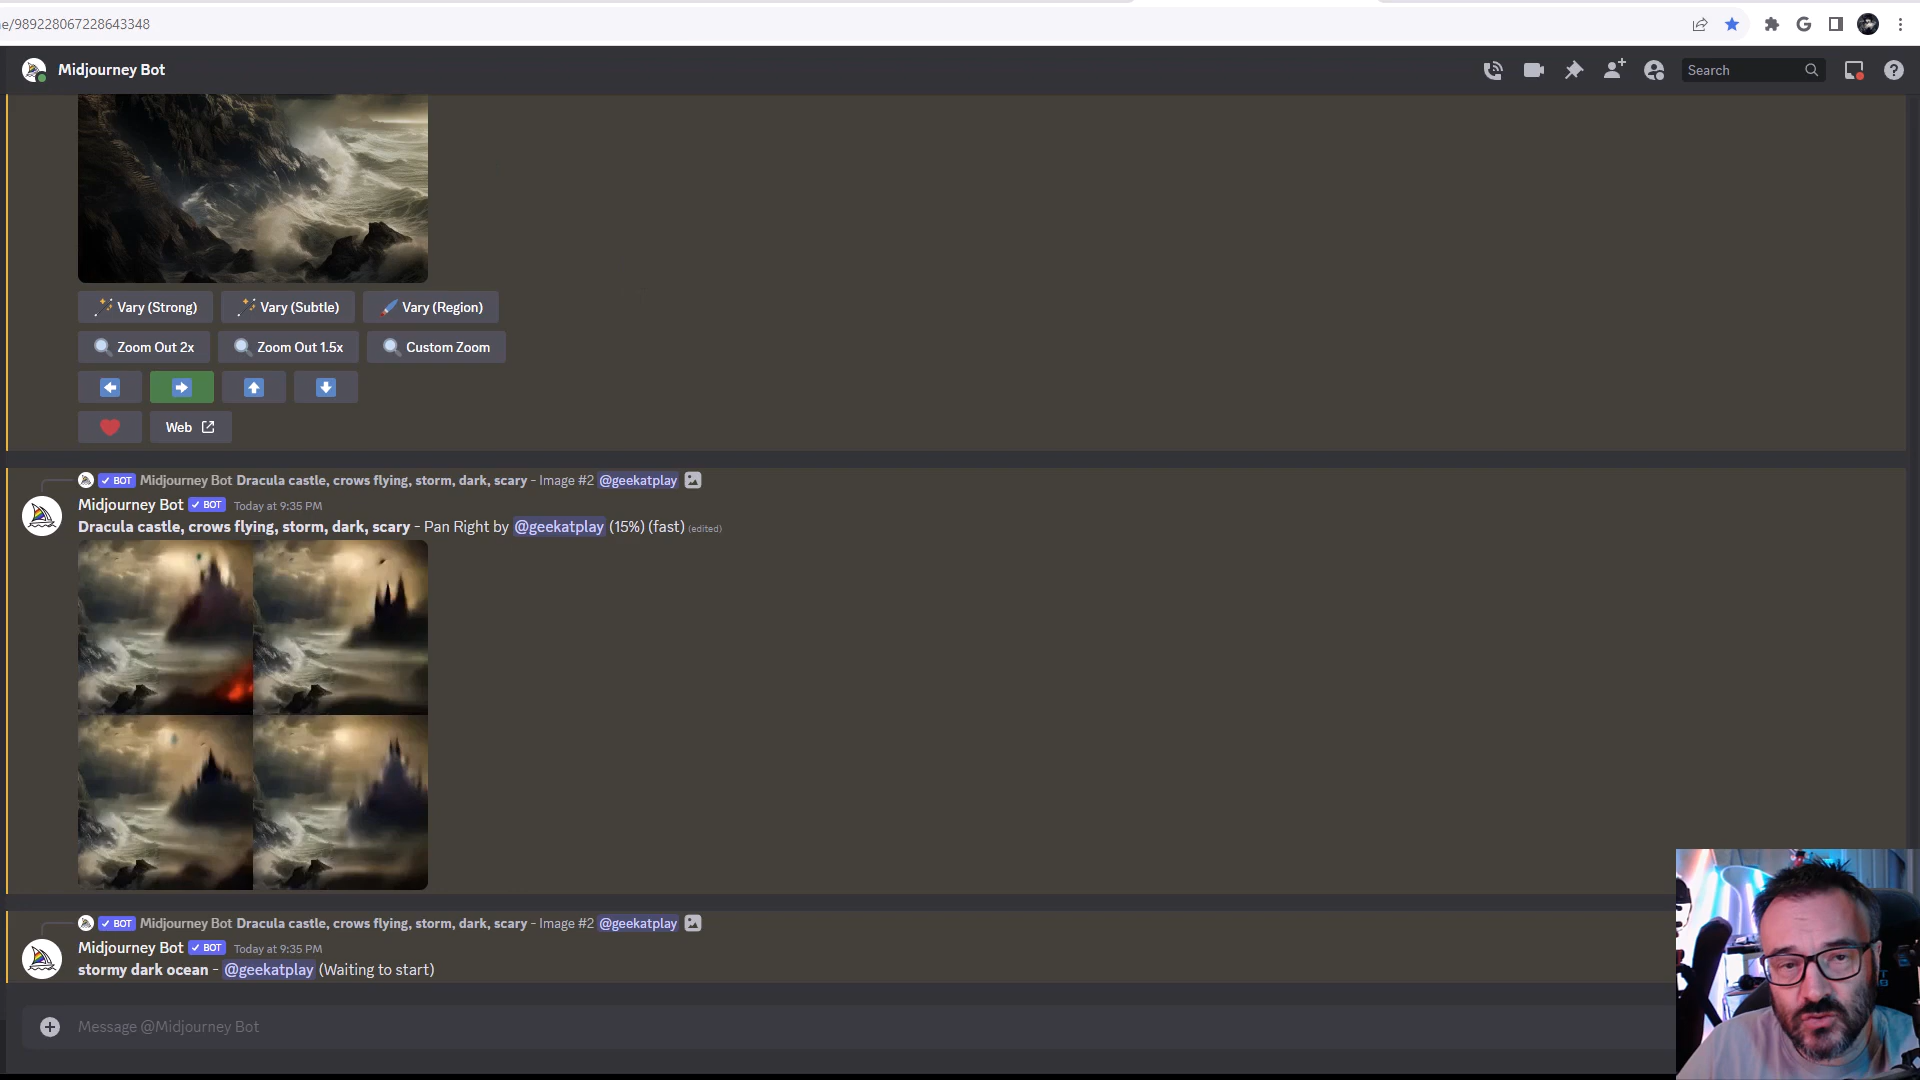 e/989228067228643348
Midjourney Bot
Search
Vary (Strong)
Vary (Subtle)
Vary (Region)
Zoom Out 2x
Zoom Out 1.5x
Custom Zoom
Web
BOT Midjourney Bot Dracula castle, crows flying, storm, dark, scary - Image #2 @geekatplay
Midjourney Bot BOT Today at 9:35 PM
Dracula castle, crows flying, storm, dark, scary - Pan Right by @geekatplay (15%) (fast) (edited)
BOT Midjourney Bot Dracula castle, crows flying, storm, dark, scary - Image #2 @geekatplay
Midjourney Bot BOT Today at 9:35 PM
stormy dark ocean - @geekatplay (Waiting to start)
Message @Midjourney Bot